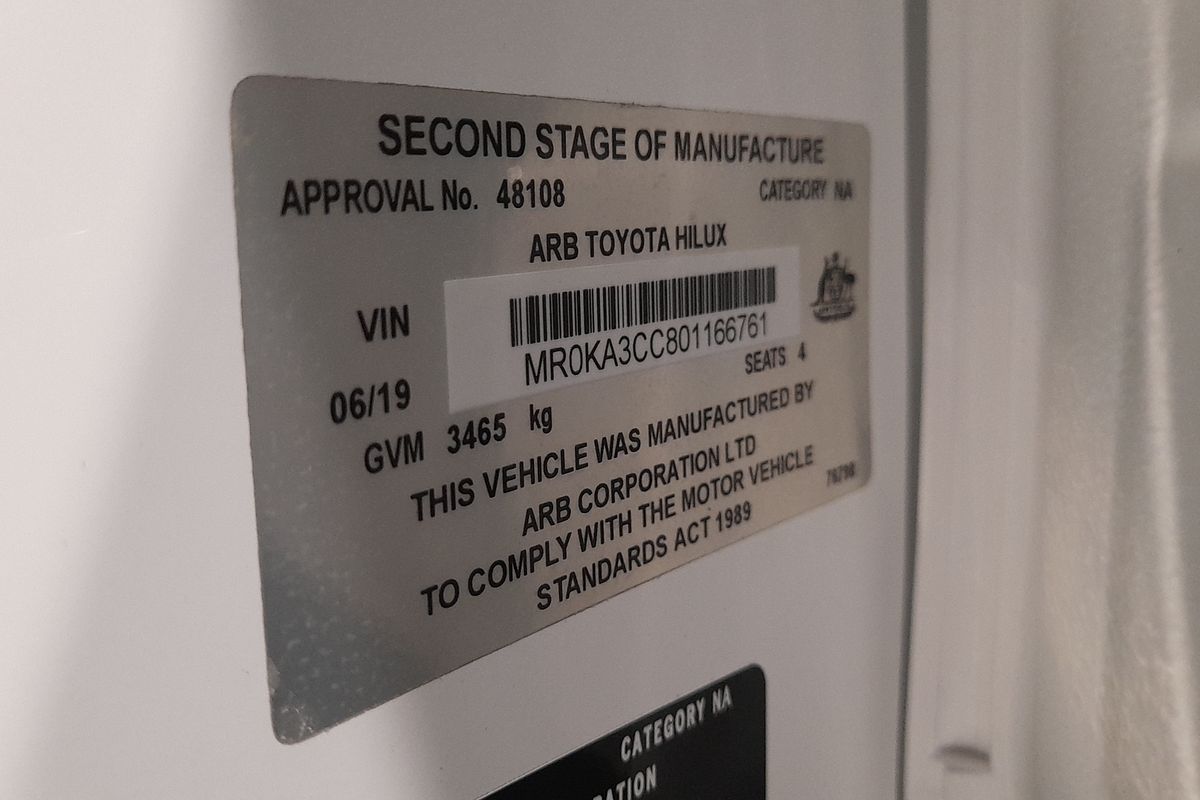 SECOND STAGE OF MANUFACTURE
APPROVAL No. 48108 CATEGORY NA
ARB TOYOTA HILUX
VIN MR0KA3CC801166761
06/19 SEATS 4
GVM 3465 kg
THIS VEHICLE WAS MANUFACTURED BY
ARB CORPORATION LTD
TO COMPLY WITH THE MOTOR VEHICLE
STANDARDS ACT 1989
CATEGORY NA